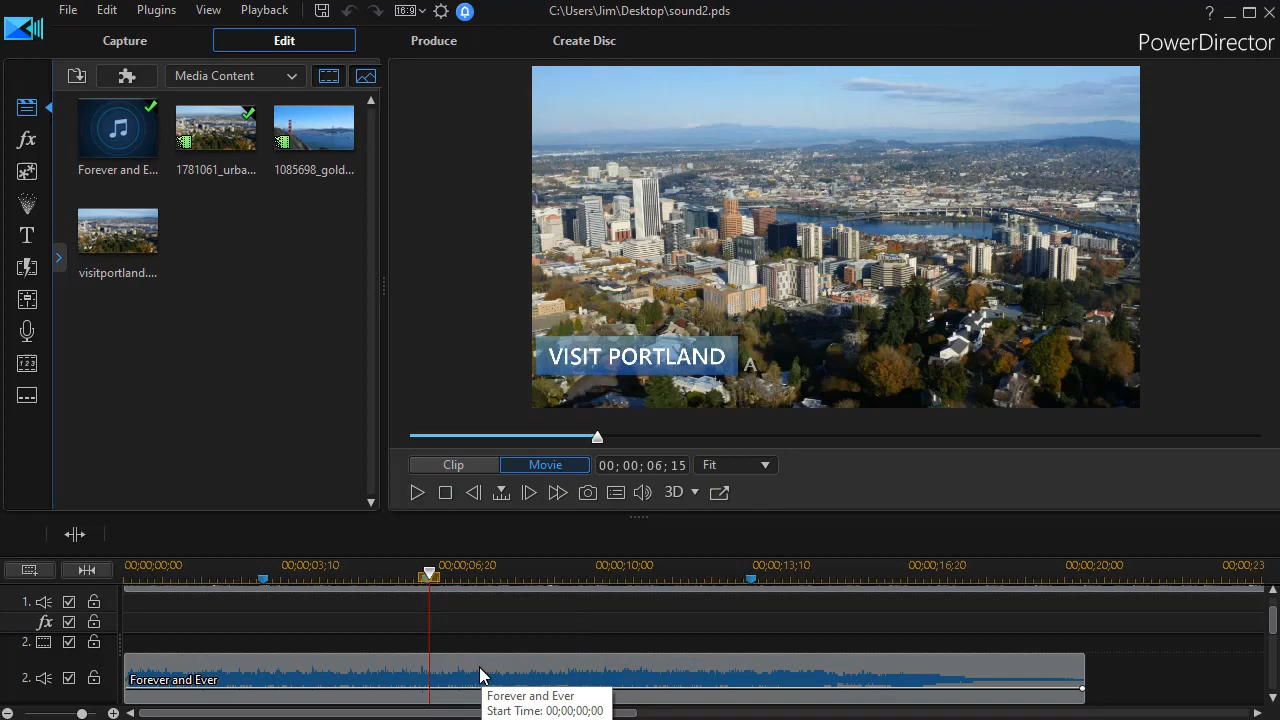 File Edit Plugins View Playback 16:9 C:\Users\Jim\Desktop\sound2.pds ?
Capture Edit Produce Create Disc PowerDirector
Media Content
Forever and E... 1781061_urba... 1085698_gold...
visitportland....
fx
T
VISIT PORTLAND A
Clip Movie 00; 00; 06; 15 Fit
3D
00;00;00;00 00;00;03;10 00;00;06;20 00;00;10;00 00;00;13;10 00;00;16;20 00;00;20;00 00;00;23
1.
fx
2.
2. Forever and Ever
Forever and Ever
Start Time: 00;00;00;00